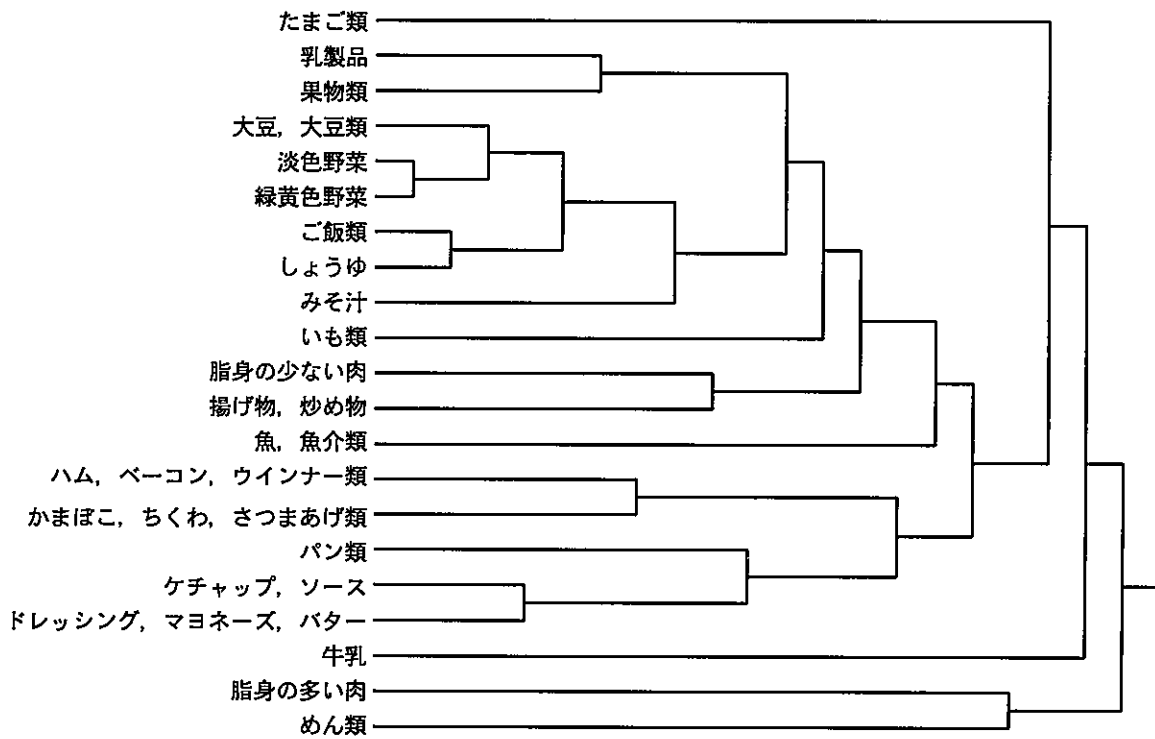 たまご類
乳製品
果物類
大豆，大豆類
淡色野菜
緑黄色野菜
ご飯類
しょうゆ
みそ汁
いも類
脂身の少ない肉
揚げ物，炒め物
魚，魚介類
ハム，ベーコン，ウインナー類
かまぼこ，ちくわ，さつまあげ類
パン類
ケチャップ，ソース
ドレッシング，マヨネーズ，バター
牛乳
脂身の多い肉
めん類